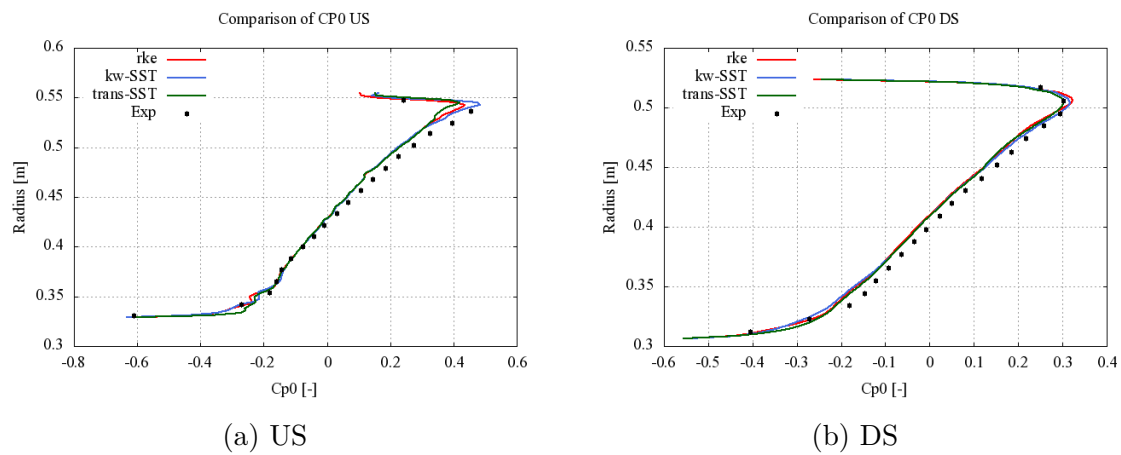 Comparison of CP0 US
0.6
0.55
0.5
0.45
0.4
0.35
0.3
-0.8
-0.6
-0.4
-0.2
0
0.2
0.4
0.6
Radius [m]
Cp0 [-]
rke
kw-SST
trans-SST
Exp
(a) US
Comparison of CP0 DS
0.55
0.5
0.45
0.4
0.35
0.3
-0.6
-0.5
-0.4
-0.3
-0.2
-0.1
0
0.1
0.2
0.3
0.4
Radius [m]
Cp0 [-]
rke
kw-SST
trans-SST
Exp
(b) DS